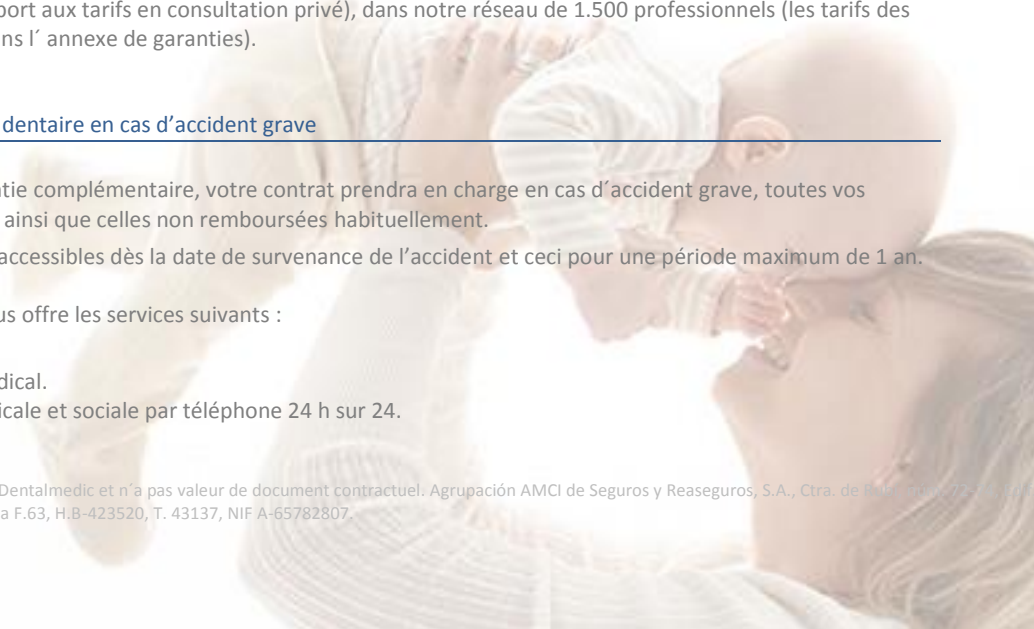 port aux tarifs en consultation privé), dans notre réseau de 1.500 professionnels (les tarifs des
ns l´ annexe de garanties).
dentaire en cas d’accident grave
tie complémentaire, votre contrat prendra en charge en cas d´accident grave, toutes vos
ainsi que celles non remboursées habituellement.
accessibles dès la date de survenance de l’accident et ceci pour une période maximum de 1 an.
us offre les services suivants :
dical.
icale et sociale par téléphone 24 h sur 24.
Dentalmedic et n´a pas valeur de document contractuel. Agrupación AMCI de Seguros y Reaseguros, S.A., Ctra. de
a F.63, H.B-423520, T. 43137, NIF A-65782807.